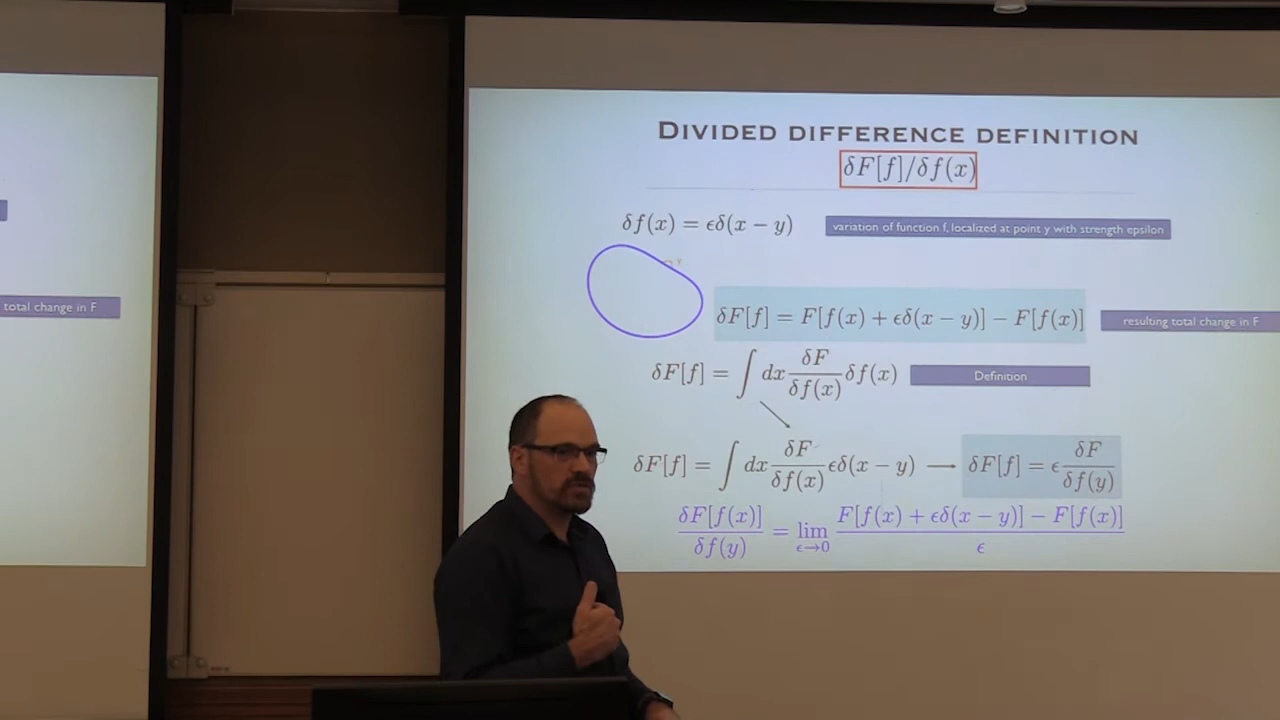 DIVIDED DIFFERENCE DEFINITION
δF[f]/δf(x)
δf(x) = ϵδ(x − y) variation of function f, localized at point y with strength epsilon
total change in F
δF[f] = F[f(x) + ϵδ(x − y)] − F[f(x)] resulting total change in F
δF[f] = ∫ dx δF/δf(x) δf(x) Definition
δF[f] = ∫ dx δF/δf(x) ϵδ(x − y) ⟶ δF[f] = ϵ δF/δf(y)
δF[f(x)]/δf(y) = lim ϵ→0 F[f(x) + ϵδ(x − y)] − F[f(x)]/ϵ